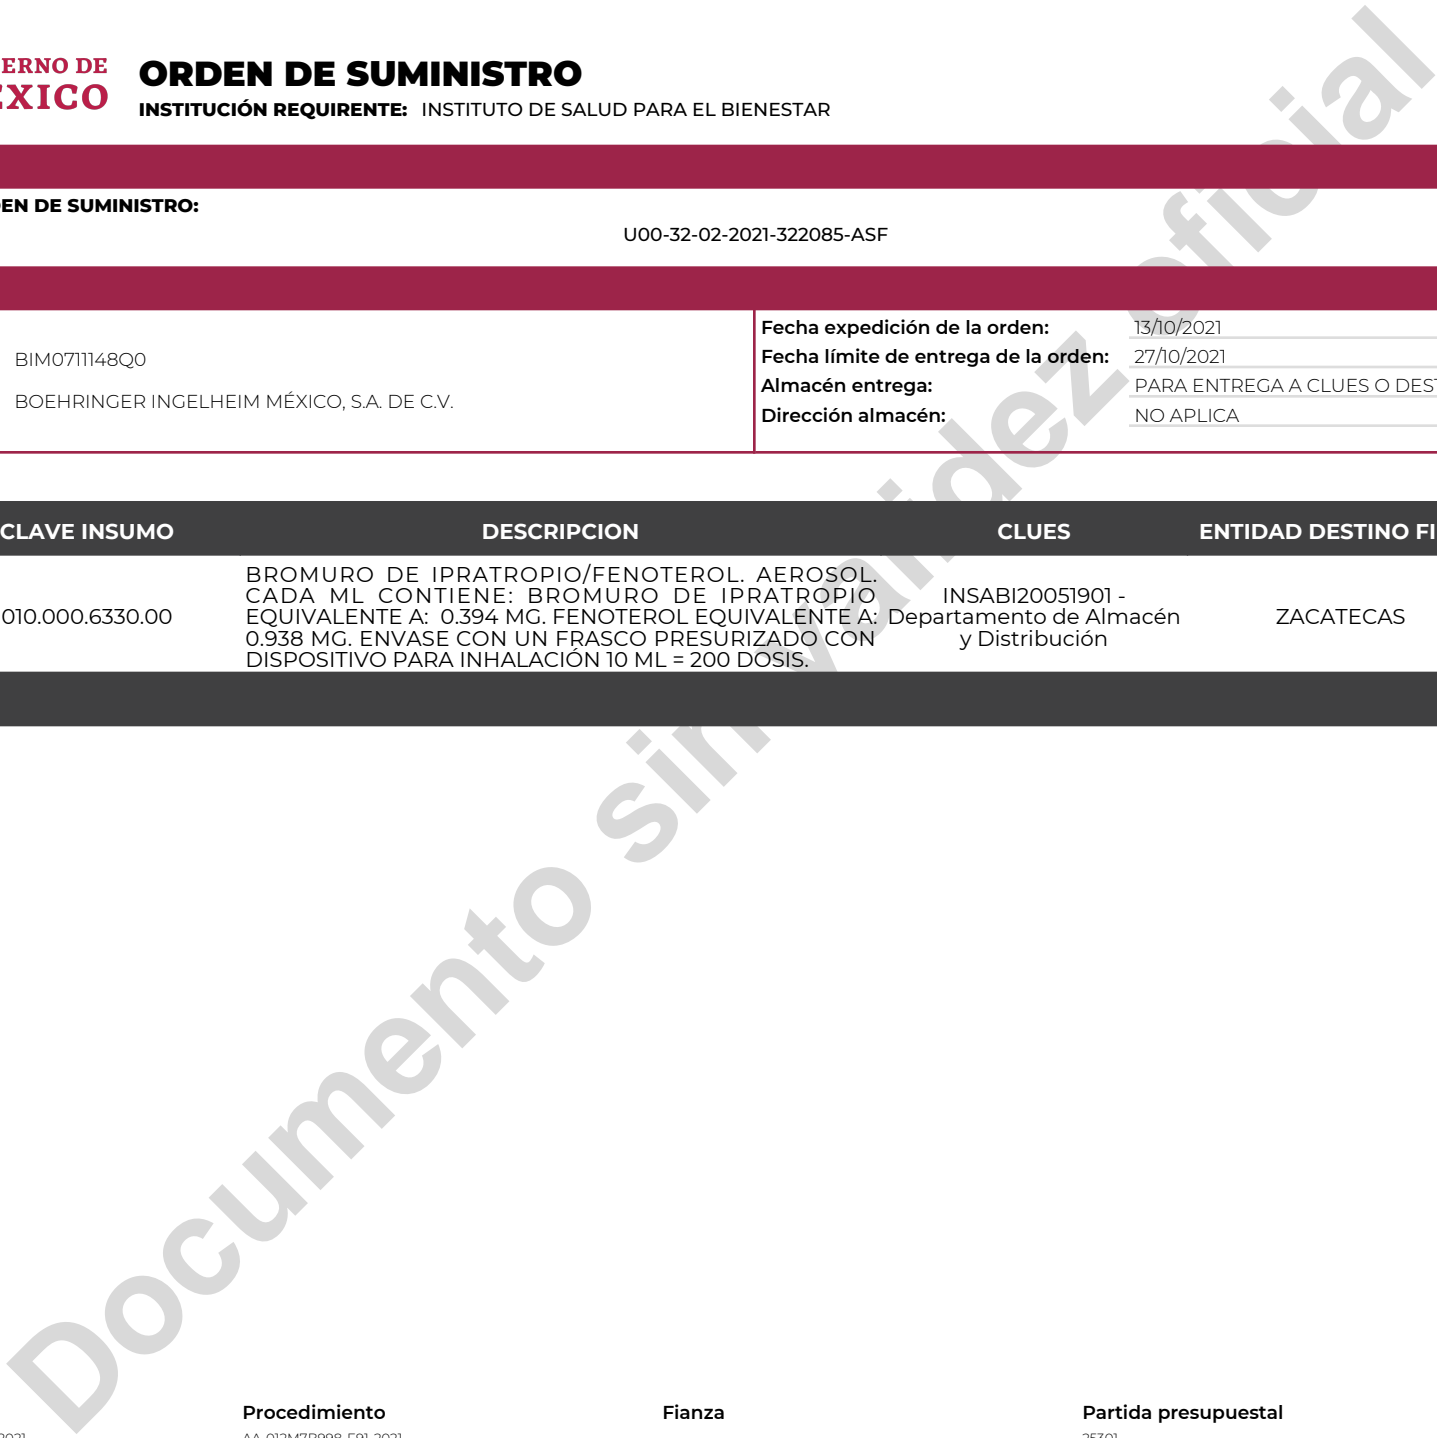 ERNO DE
EXICO
ORDEN DE SUMINISTRO
INSTITUCIÓN REQUIRENTE: INSTITUTO DE SALUD PARA EL BIENESTAR
EN DE SUMINISTRO:
U00-32-02-2021-322085-ASF
BIM0711148Q0
BOEHRINGER INGELHEIM MÉXICO, S.A. DE C.V.
Fecha expedición de la orden: 13/10/2021
Fecha límite de entrega de la orden: 27/10/2021
Almacén entrega: PARA ENTREGA A CLUES O DEST
Dirección almacén: NO APLICA
CLAVE INSUMO DESCRIPCION CLUES ENTIDAD DESTINO FI
010.000.6330.00
BROMURO DE IPRATROPIO/FENOTEROL. AEROSOL.
CADA ML CONTIENE: BROMURO DE IPRATROPIO
EQUIVALENTE A: 0.394 MG. FENOTEROL EQUIVALENTE A:
0.938 MG. ENVASE CON UN FRASCO PRESURIZADO CON
DISPOSITIVO PARA INHALACIÓN 10 ML = 200 DOSIS.
INSABI20051901 -
Departamento de Almacén
y Distribución
ZACATECAS
Documento sin validez oficial
Procedimiento Fianza Partida presupuestal